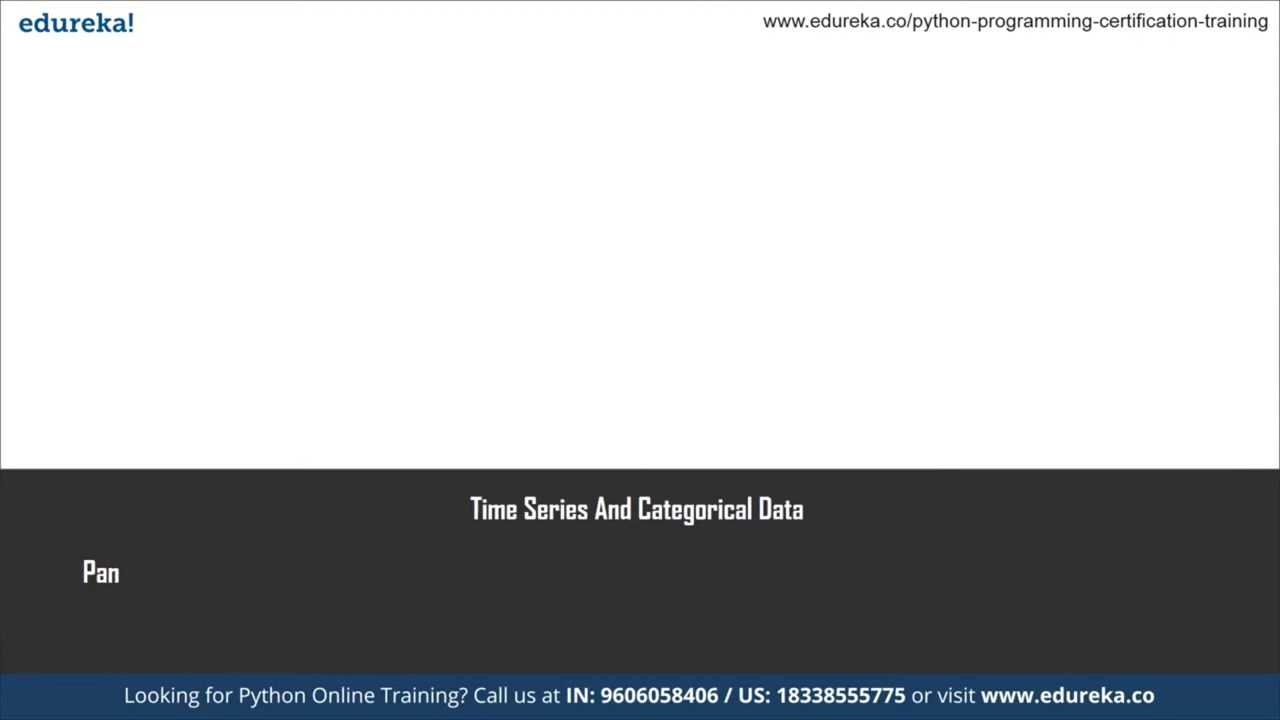 edureka!
www.edureka.co/python-programming-certification-training
Time Series And Categorical Data
Pan
Looking for Python Online Training? Call us at IN: 9606058406 / US: 18338555775 or visit www.edureka.co